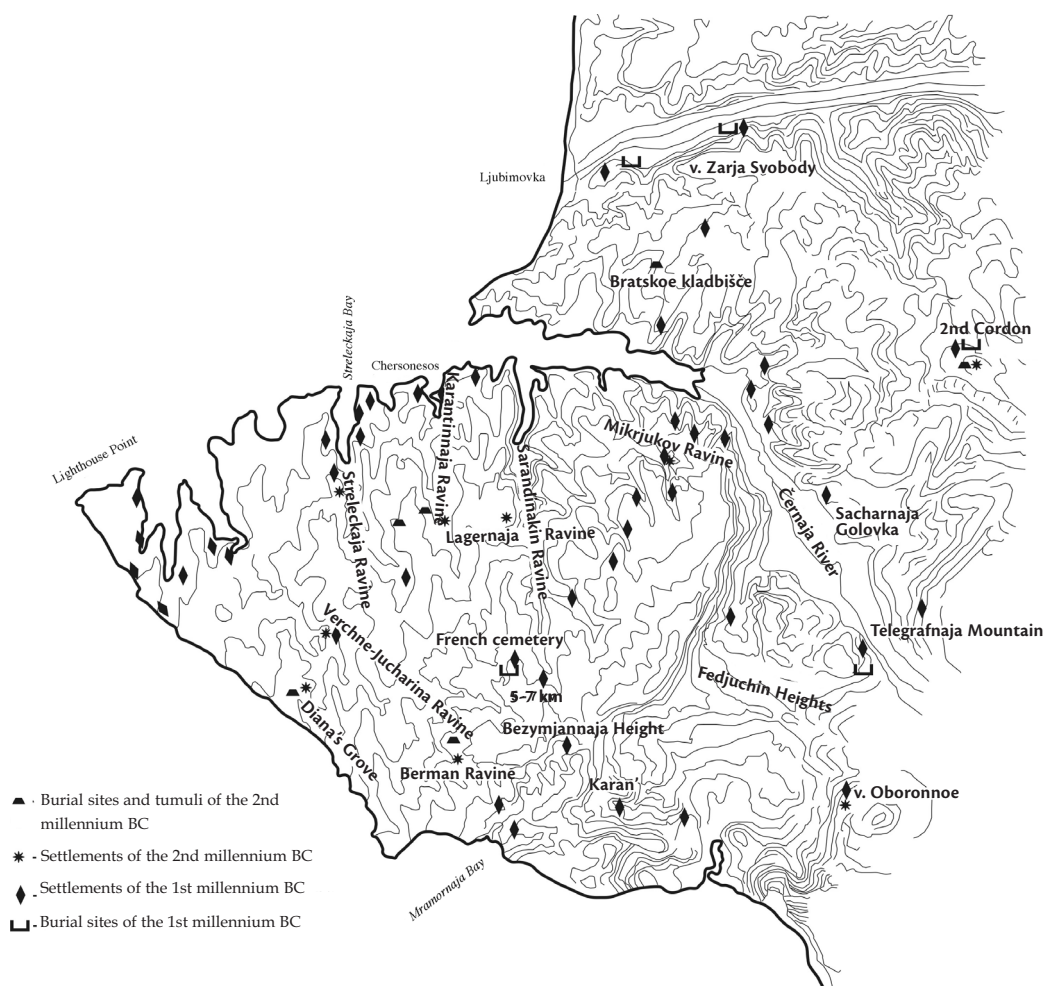 Ljubimovka
v. Zarja Svobody
Bratskoe kladbišče
2nd Cordon
Streleckaja Bay
Chersonesos
Karantinnaja Ravine
Lighthouse Point
Mikrjukov Ravine
Sarandinakin Ravine
Streleckaja Ravine
Lagernaja Ravine
Černaja River
Sacharnaja
Golovka
Verchne-Jucharina Ravine
French cemetery
5-7 km
Telegrafnaja Mountain
Fedjuchin Heights
Diana's Grove
Bezymjannaja Height
Berman Ravine
Karan'
v. Oboronnoe
Mramornaja Bay
- Burial sites and tumuli of the 2nd
millennium BC
- Settlements of the 2nd millennium BC
- Settlements of the 1st millennium BC
- Burial sites of the 1st millennium BC